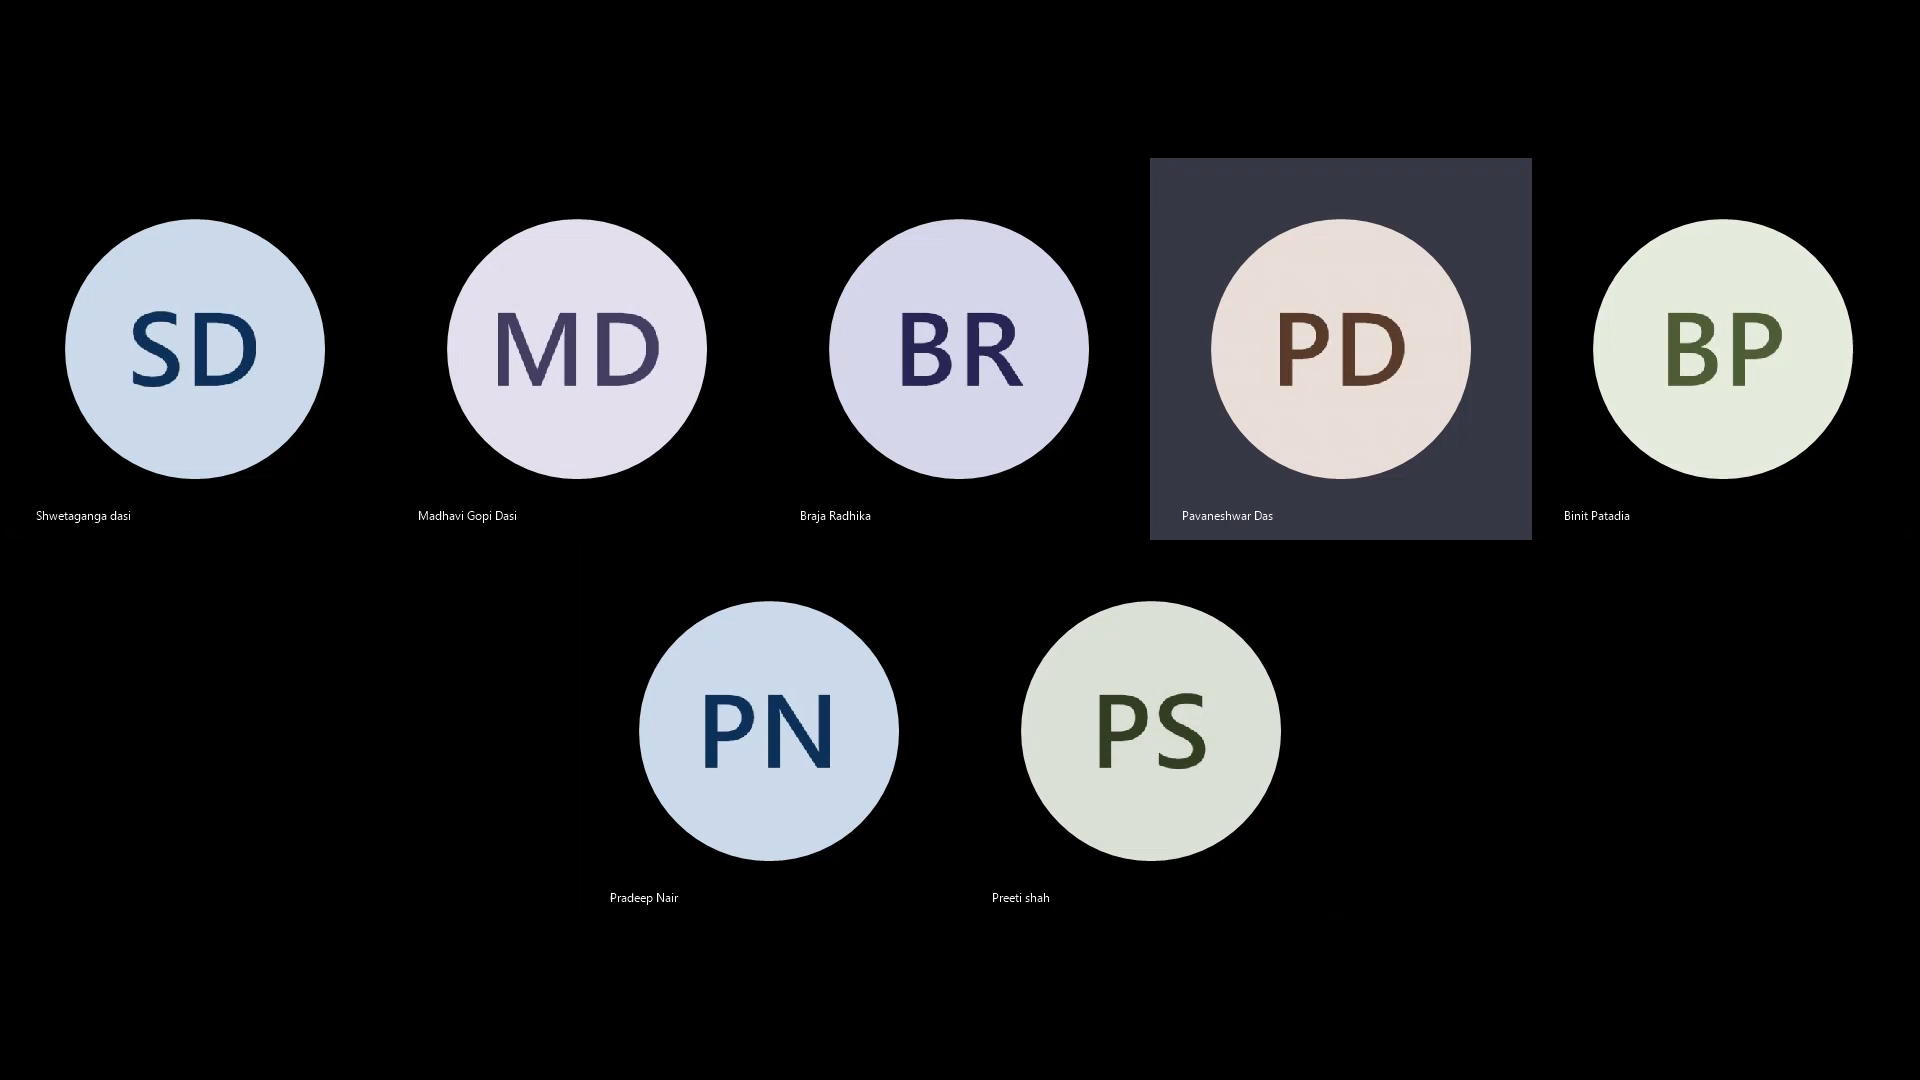 SD
MD
BR
PD
BP
Shwetaganga dasi
Madhavi Gopi Dasi
Braja Radhika
Pavaneshwar Das
Binit Patadia
PN
PS
Pradeep Nair
Preeti shah